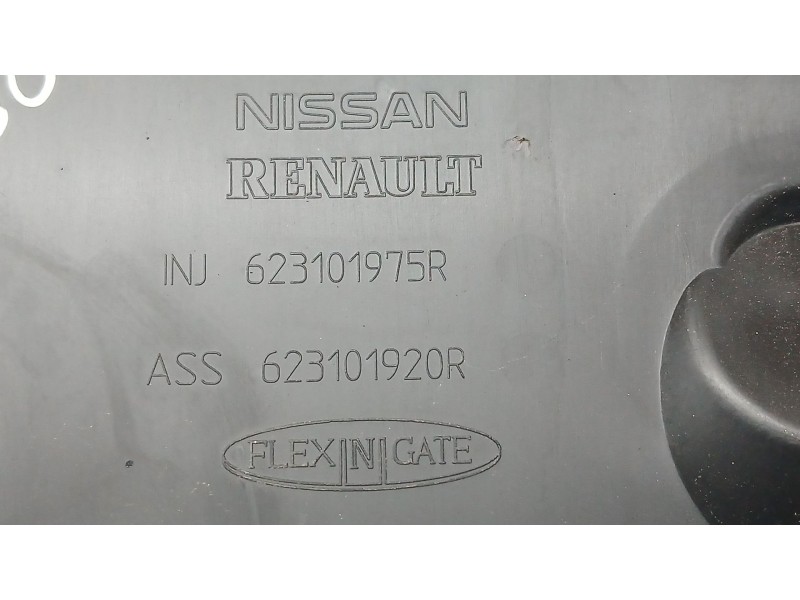 NISSAN
RENAULT
INJ 623101975R
ASS 623101920R
FLEX|N|GATE